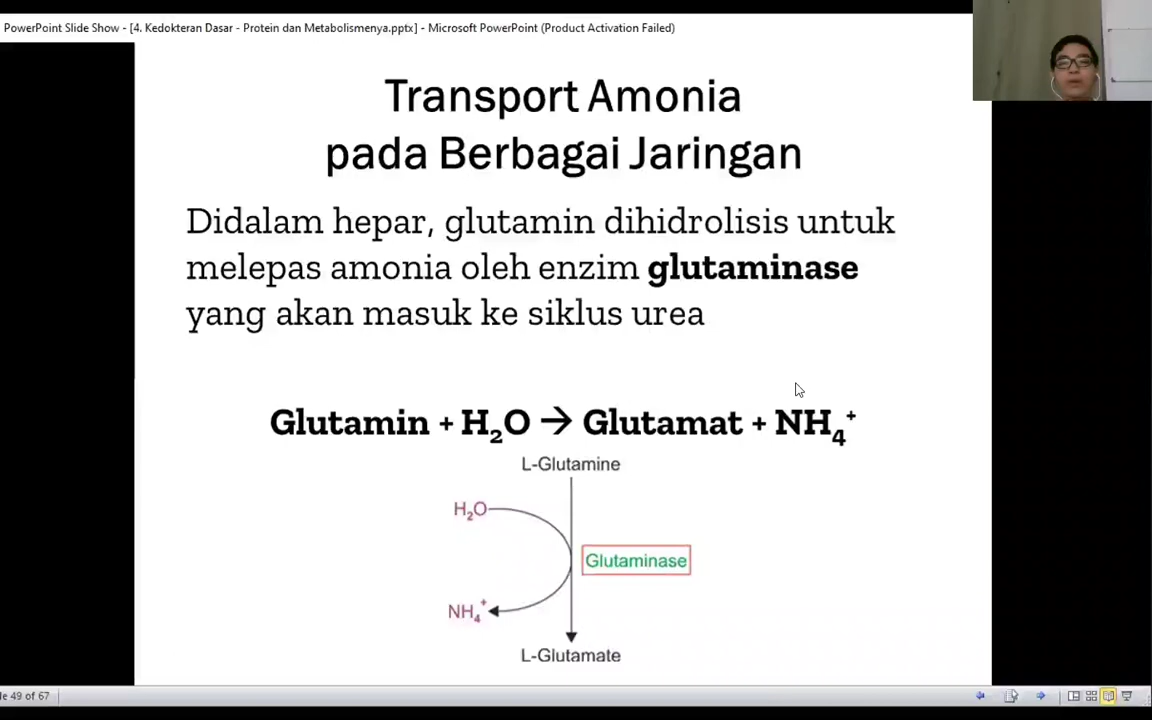 PowerPoint Slide Show - [4. Kedokteran Dasar - Protein dan Metabolismenya.pptx] - Microsoft PowerPoint (Product Activation Failed)
Transport Amonia
pada Berbagai Jaringan
Didalam hepar, glutamin dihidrolisis untuk
melepas amonia oleh enzim glutaminase
yang akan masuk ke siklus urea
Glutamin + H₂O → Glutamat + NH₄⁺
L-Glutamine
H₂O
Glutaminase
NH₄⁺
L-Glutamate
le 49 of 67